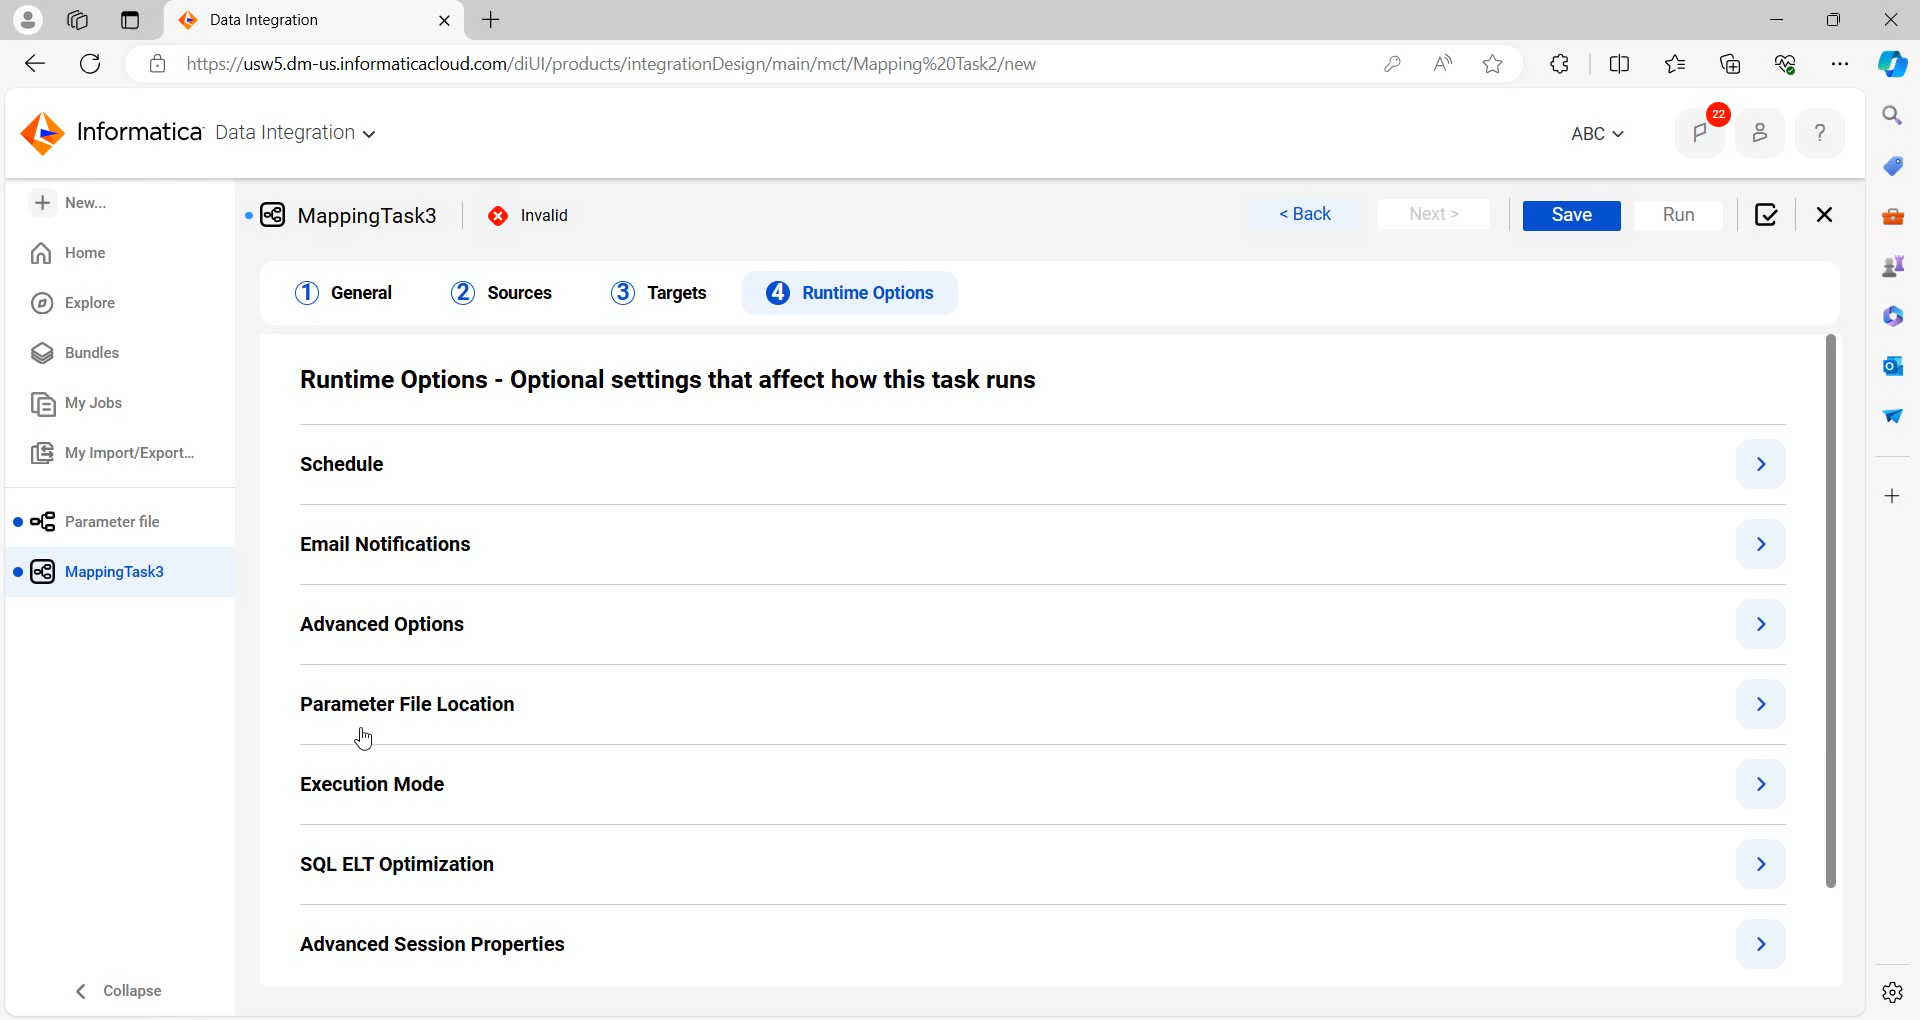 Data Integration
https://usw5.dm-us.informaticacloud.com/diUI/products/integrationDesign/main/mct/Mapping%20Task2/new
Informatica Data Integration
ABC
22
?
New...
Home
Explore
Bundles
My Jobs
My Import/Export...
Parameter file
MappingTask3
Collapse
MappingTask3
Invalid
< Back
Next >
Save
Run
1 General
2 Sources
3 Targets
4 Runtime Options
Runtime Options - Optional settings that affect how this task runs
Schedule
Email Notifications
Advanced Options
Parameter File Location
Execution Mode
SQL ELT Optimization
Advanced Session Properties